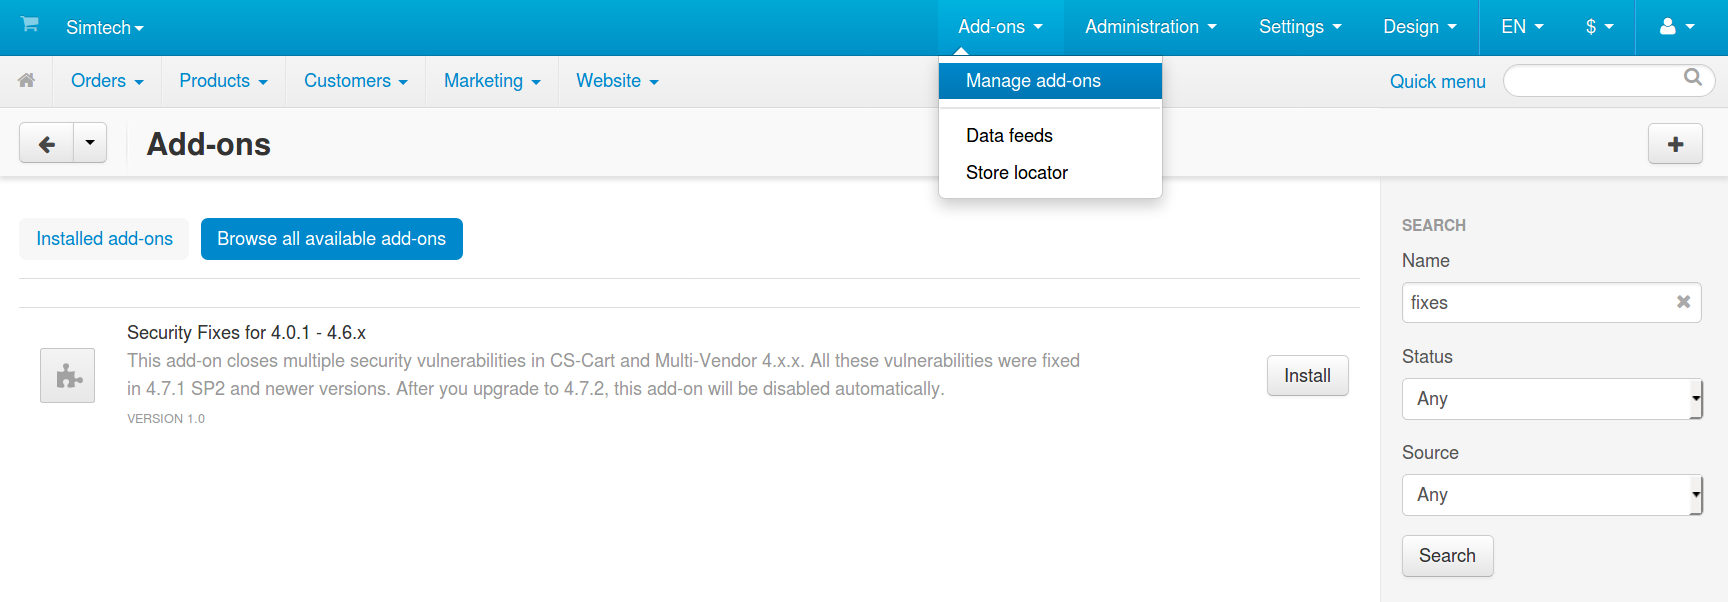 Simtech
Add-ons
Administration
Settings
Design
EN
$
Orders
Products
Customers
Marketing
Website
Manage add-ons
Quick menu
Data feeds
Store locator
Add-ons
Installed add-ons
Browse all available add-ons
Security Fixes for 4.0.1 - 4.6.x
This add-on closes multiple security vulnerabilities in CS-Cart and Multi-Vendor 4.x.x. All these vulnerabilities were fixed
in 4.7.1 SP2 and newer versions. After you upgrade to 4.7.2, this add-on will be disabled automatically.
VERSION 1.0
Install
SEARCH
Name
fixes
Status
Any
Source
Any
Search